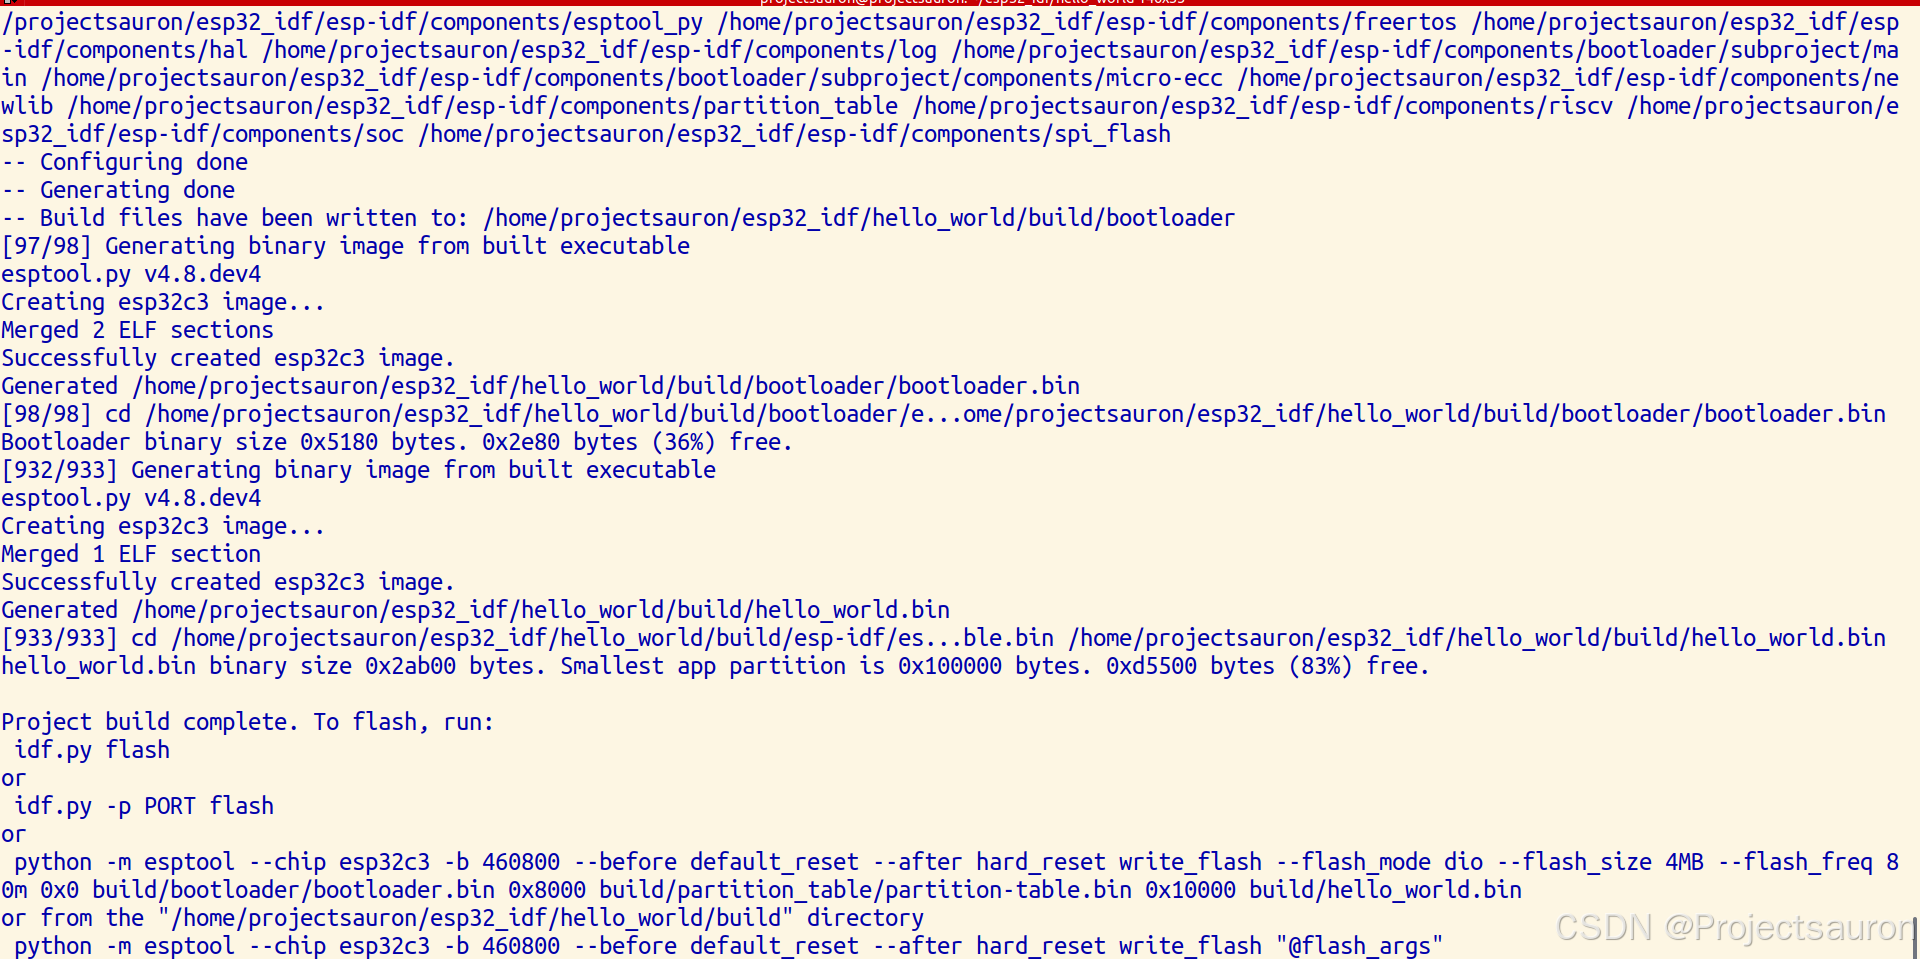 /projectsauron/esp32_idf/esp-idf/components/esptool_py /home/projectsauron/esp32_idf/esp-idf/components/freertos /home/projectsauron/esp32_idf/esp
-idf/components/hal /home/projectsauron/esp32_idf/esp-idf/components/log /home/projectsauron/esp32_idf/esp-idf/components/bootloader/subproject/ma
in /home/projectsauron/esp32_idf/esp-idf/components/bootloader/subproject/components/micro-ecc /home/projectsauron/esp32_idf/esp-idf/components/ne
wlib /home/projectsauron/esp32_idf/esp-idf/components/partition_table /home/projectsauron/esp32_idf/esp-idf/components/riscv /home/projectsauron/e
sp32_idf/esp-idf/components/soc /home/projectsauron/esp32_idf/esp-idf/components/spi_flash
-- Configuring done
-- Generating done
-- Build files have been written to: /home/projectsauron/esp32_idf/hello_world/build/bootloader
[97/98] Generating binary image from built executable
esptool.py v4.8.dev4
Creating esp32c3 image...
Merged 2 ELF sections
Successfully created esp32c3 image.
Generated /home/projectsauron/esp32_idf/hello_world/build/bootloader/bootloader.bin
[98/98] cd /home/projectsauron/esp32_idf/hello_world/build/bootloader/e...ome/projectsauron/esp32_idf/hello_world/build/bootloader/bootloader.bin
Bootloader binary size 0x5180 bytes. 0x2e80 bytes (36%) free.
[932/933] Generating binary image from built executable
esptool.py v4.8.dev4
Creating esp32c3 image...
Merged 1 ELF section
Successfully created esp32c3 image.
Generated /home/projectsauron/esp32_idf/hello_world/build/hello_world.bin
[933/933] cd /home/projectsauron/esp32_idf/hello_world/build/esp-idf/es...ble.bin /home/projectsauron/esp32_idf/hello_world/build/hello_world.bin
hello_world.bin binary size 0x2ab00 bytes. Smallest app partition is 0x100000 bytes. 0xd5500 bytes (83%) free.

Project build complete. To flash, run:
 idf.py flash
or
 idf.py -p PORT flash
or
 python -m esptool --chip esp32c3 -b 460800 --before default_reset --after hard_reset write_flash --flash_mode dio --flash_size 4MB --flash_freq 8
0m 0x0 build/bootloader/bootloader.bin 0x8000 build/partition_table/partition-table.bin 0x10000 build/hello_world.bin
or from the "/home/projectsauron/esp32_idf/hello_world/build" directory
 python -m esptool --chip esp32c3 -b 460800 --before default_reset --after hard_reset write_flash "@flash_args"
CSDN @Projectsauron